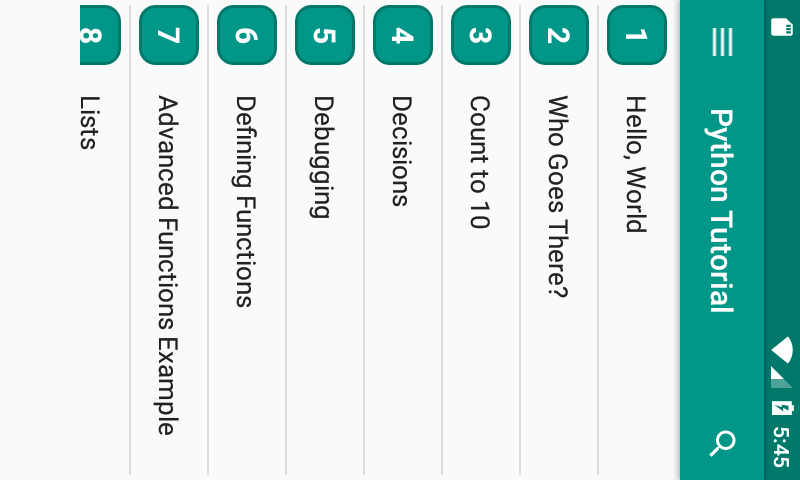 5:45
Python Tutorial
1 Hello, World
2 Who Goes There?
3 Count to 10
4 Decisions
5 Debugging
6 Defining Functions
7 Advanced Functions Example
8 Lists